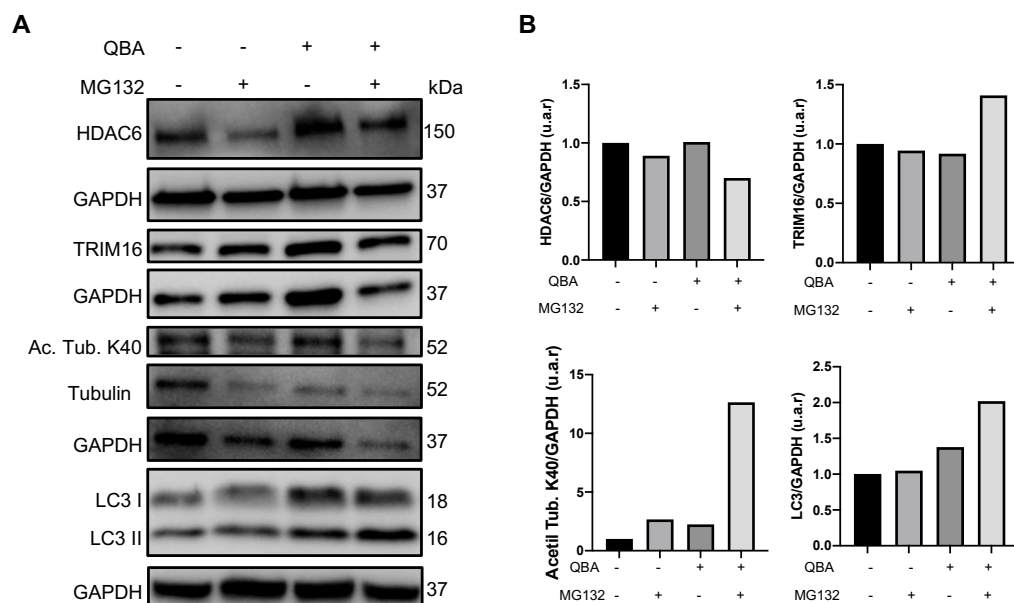 A
QBA - - + +
MG132 - + - + kDa
HDAC6 150
GAPDH 37
TRIM16 70
GAPDH 37
Ac. Tub. K40 52
Tubulin 52
GAPDH 37
LC3 I 18
LC3 II 16
GAPDH 37
B
HDAC6/GAPDH (u.a.r)
1.5
1.0
0.5
0.0
QBA - - + +
MG132 - + - +
TRIM16/GAPDH (u.a.r)
1.5
1.0
0.5
0.0
QBA - - + +
MG132 - + - +
Acetil Tub. K40/GAPDH (u.a.r)
15
10
5
0
QBA - - + +
MG132 - + - +
LC3/GAPDH (u.a.r)
2.5
2.0
1.5
1.0
0.5
0.0
QBA - - + +
MG132 - + - +